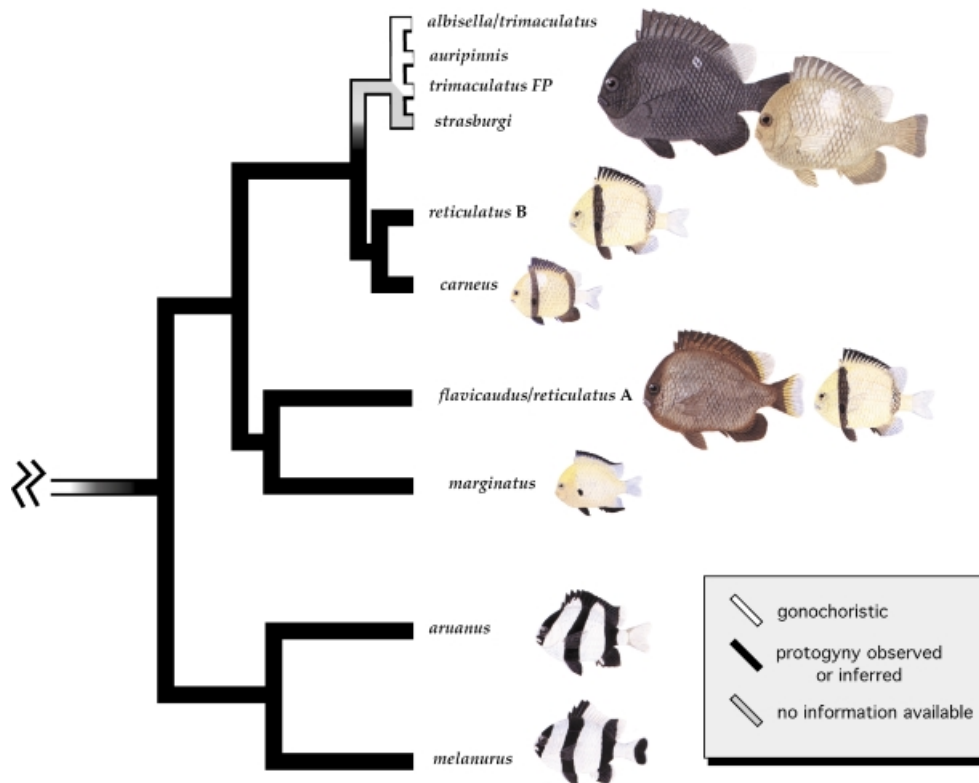 albisella/trimaculatus
auripinnis
trimaculatus FP
strasburgi
reticulatus B
carneus
flavicaudus/reticulatus A
marginatus
aruanus
melanurus
gonochoristic
protogyny observed
or inferred
no information available